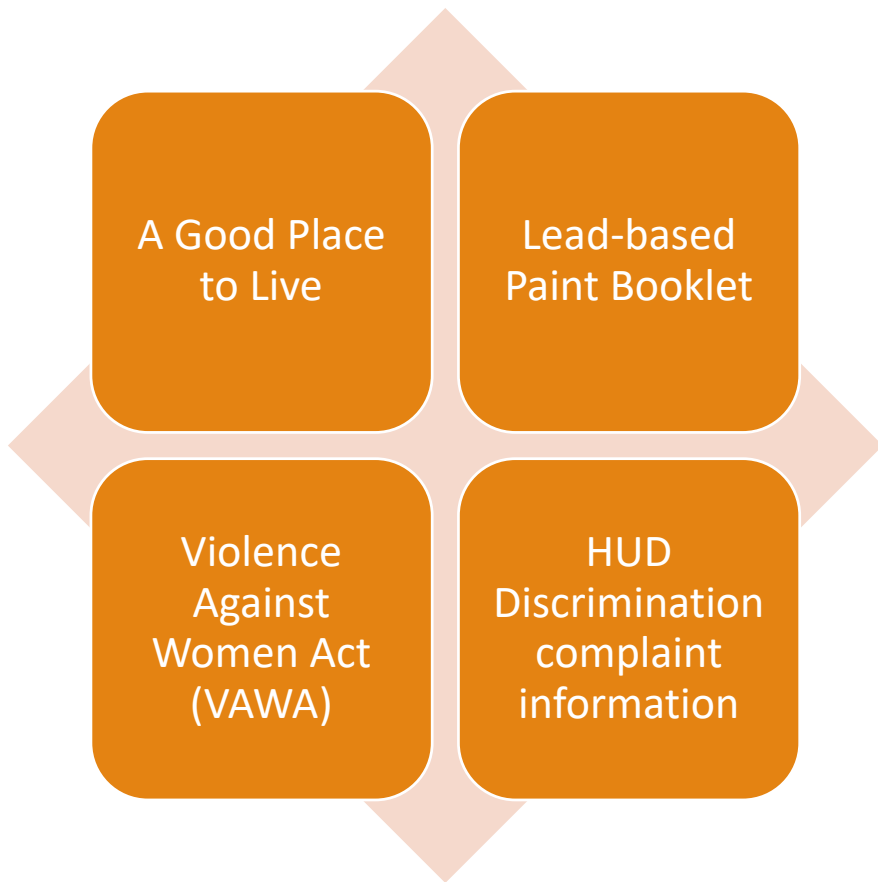 A Good Place
to Live
Lead-based
Paint Booklet
Violence
Against
Women Act
(VAWA)
HUD
Discrimination
complaint
information